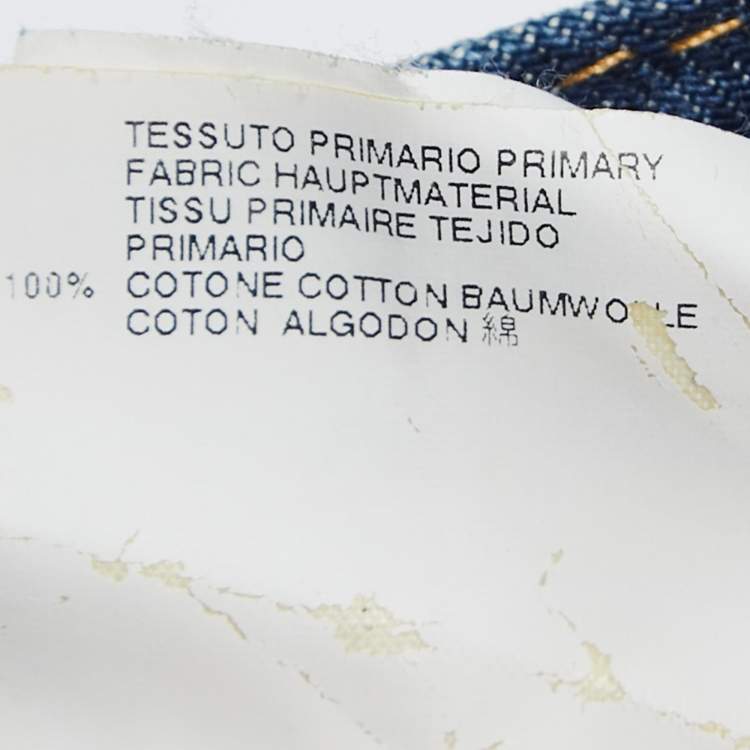 TESSUTO PRIMARIO PRIMARY
FABRIC HAUPTMATERIAL
TISSU PRIMAIRE TEJIDO
PRIMARIO
100% COTONE COTTON BAUMWOLLE
COTON ALGODON 綿